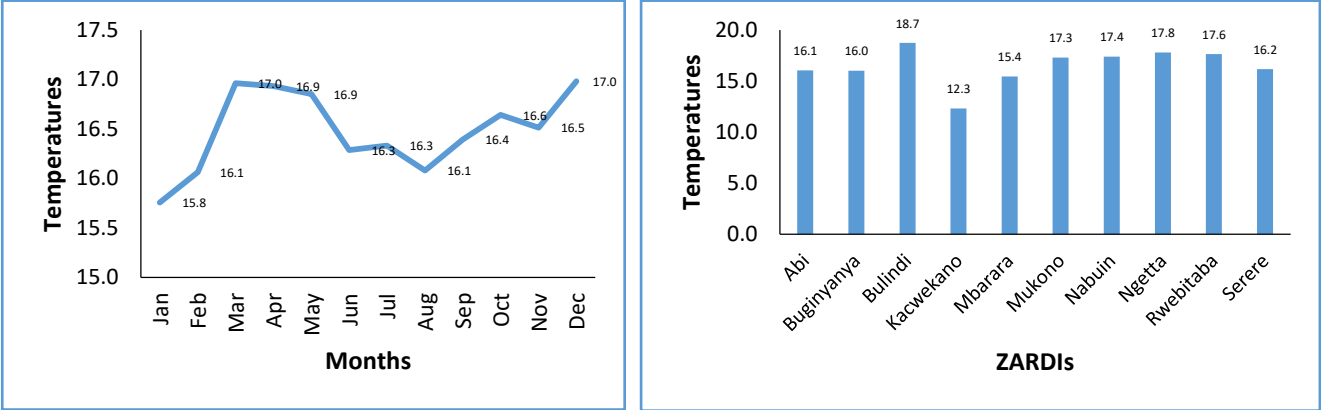 Temperatures
17.5
17.0
16.5
16.0
15.5
15.0
15.8
16.1
17.0
16.9
16.9
16.3
16.3
16.1
16.4
16.6
16.5
17.0
Jan
Feb
Mar
Apr
May
Jun
Jul
Aug
Sep
Oct
Nov
Dec
Months
Temperatures
20.0
15.0
10.0
5.0
0.0
16.1
16.0
18.7
12.3
15.4
17.3
17.4
17.8
17.6
16.2
Abi
Buginyanya
Bulindi
Kacwekano
Mbarara
Mukono
Nabuin
Ngetta
Rwebitaba
Serere
ZARDIs